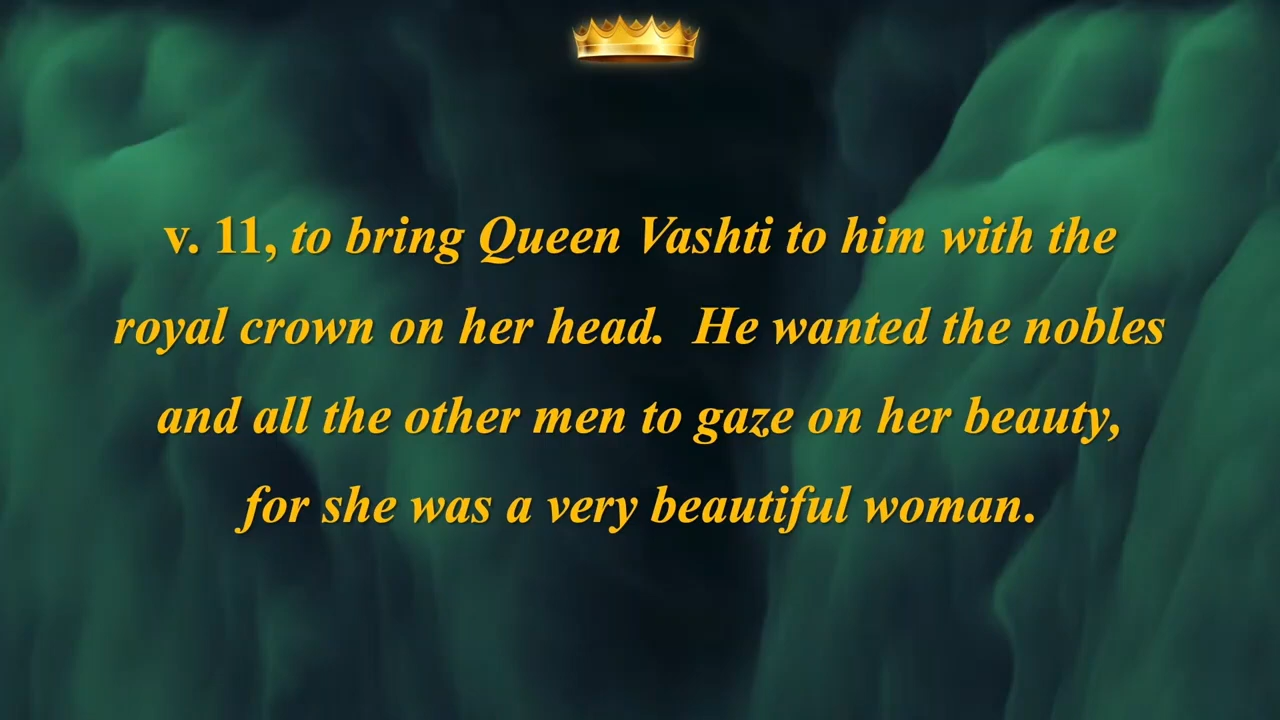 v. 11, to bring Queen Vashti to him with the
royal crown on her head.  He wanted the nobles
and all the other men to gaze on her beauty,
for she was a very beautiful woman.